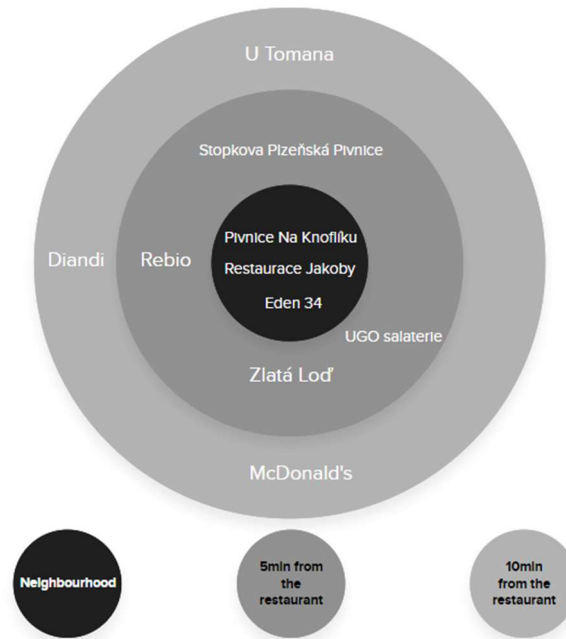 U Tomana
Stopkova Plzeňská Pivnice
Pivnice Na Knoflíku
Diandi
Rebio
Restaurace Jakoby
Eden 34
UGO salaterie
Zlatá Loď
McDonald's
Neighbourhood
5min from
the
restaurant
10min
from the
restaurant